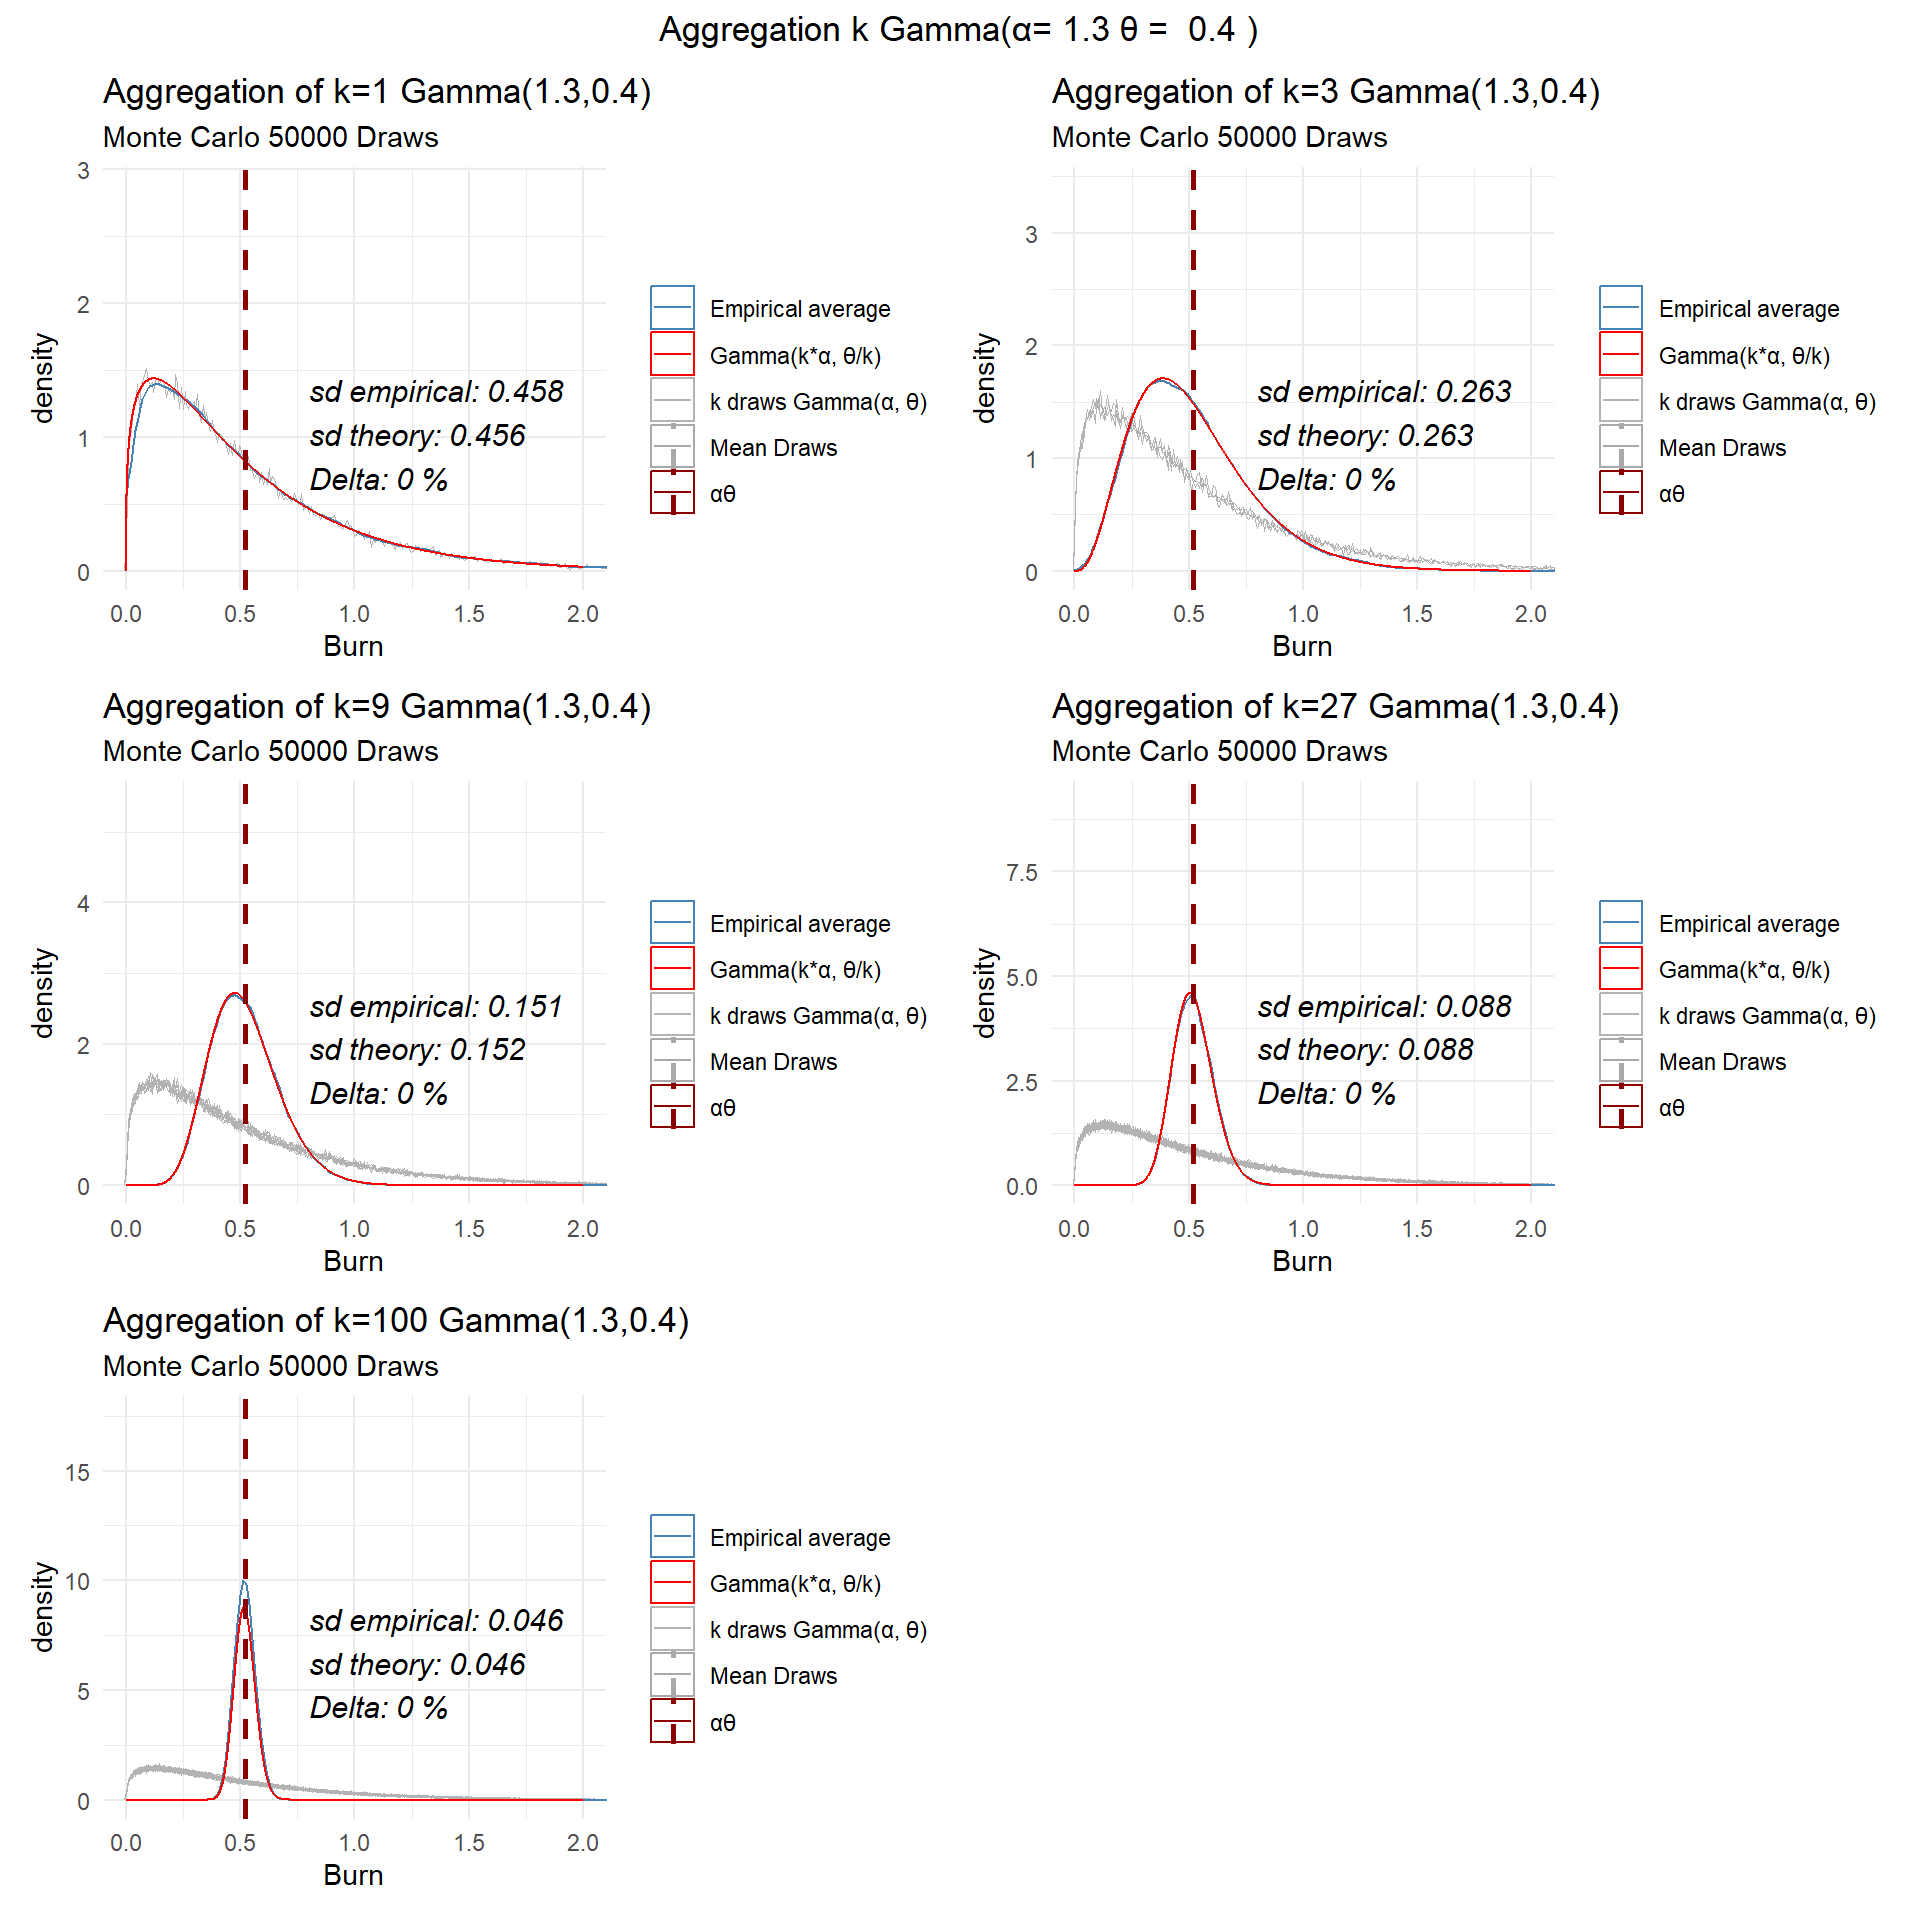 Aggregation k Gamma(α= 1.3 θ =  0.4 )
Aggregation of k=1 Gamma(1.3,0.4)
Monte Carlo 50000 Draws
3
2
1
0
density
0.0 0.5 1.0 1.5 2.0
Burn
sd empirical: 0.458
sd theory: 0.456
Delta: 0 %
Empirical average
Gamma(k*α, θ/k)
k draws Gamma(α, θ)
Mean Draws
αθ
Aggregation of k=3 Gamma(1.3,0.4)
Monte Carlo 50000 Draws
3
2
1
0
density
0.0 0.5 1.0 1.5 2.0
Burn
sd empirical: 0.263
sd theory: 0.263
Delta: 0 %
Empirical average
Gamma(k*α, θ/k)
k draws Gamma(α, θ)
Mean Draws
αθ
Aggregation of k=9 Gamma(1.3,0.4)
Monte Carlo 50000 Draws
4
2
0
density
0.0 0.5 1.0 1.5 2.0
Burn
sd empirical: 0.151
sd theory: 0.152
Delta: 0 %
Empirical average
Gamma(k*α, θ/k)
k draws Gamma(α, θ)
Mean Draws
αθ
Aggregation of k=27 Gamma(1.3,0.4)
Monte Carlo 50000 Draws
7.5
5.0
2.5
0.0
density
0.0 0.5 1.0 1.5 2.0
Burn
sd empirical: 0.088
sd theory: 0.088
Delta: 0 %
Empirical average
Gamma(k*α, θ/k)
k draws Gamma(α, θ)
Mean Draws
αθ
Aggregation of k=100 Gamma(1.3,0.4)
Monte Carlo 50000 Draws
15
10
5
0
density
0.0 0.5 1.0 1.5 2.0
Burn
sd empirical: 0.046
sd theory: 0.046
Delta: 0 %
Empirical average
Gamma(k*α, θ/k)
k draws Gamma(α, θ)
Mean Draws
αθ